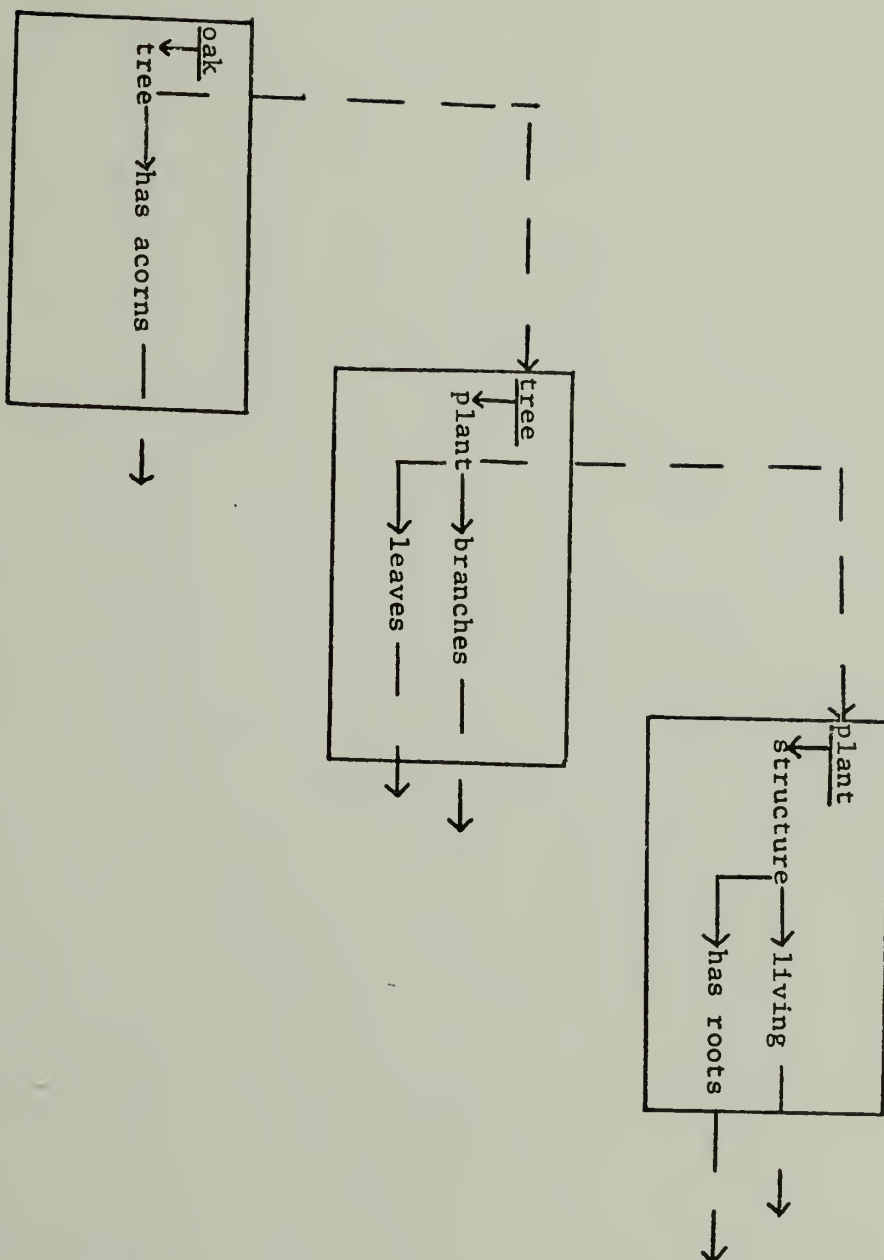 plant
structure living
has roots
tree
plant branches
leaves
oak
tree has acorns